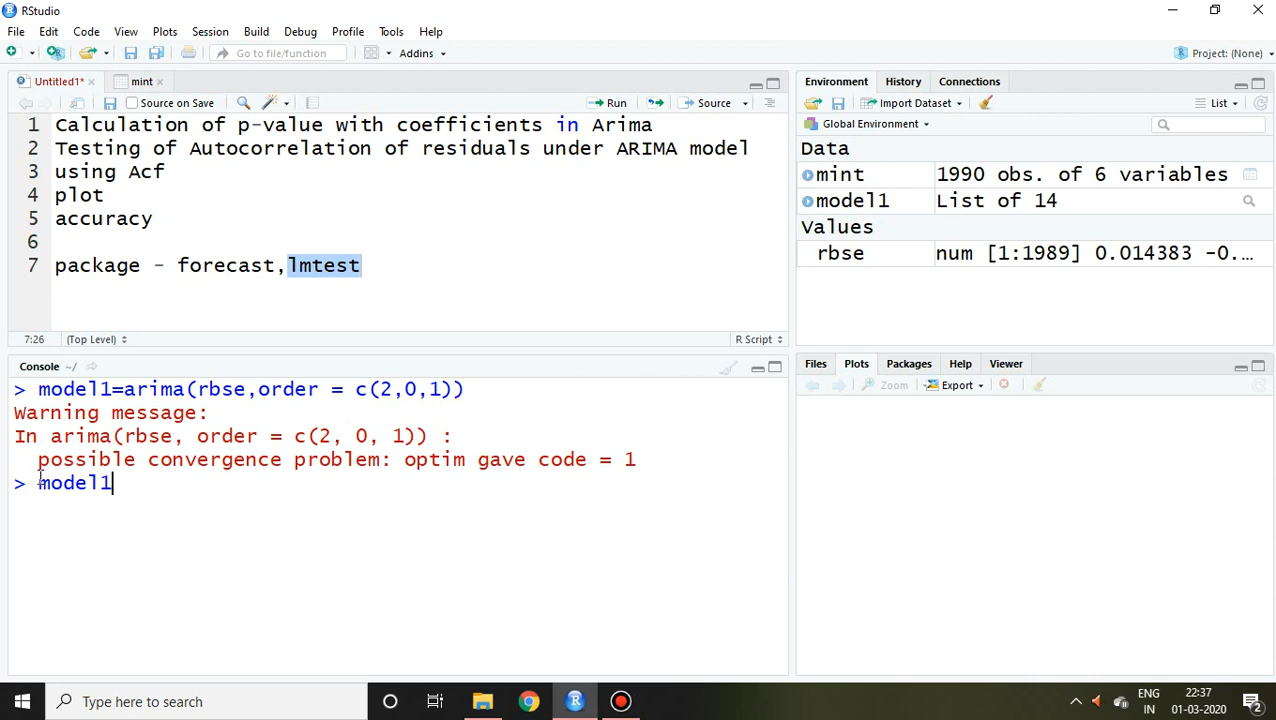 RStudio
File Edit Code View Plots Session Build Debug Profile Tools Help
Go to file/function Addins Project: (None)
Untitled1* mint
Source on Save Run Source
1 Calculation of p-value with coefficients in Arima
2 Testing of Autocorrelation of residuals under ARIMA model
3 using Acf
4 plot
5 accuracy
6
7 package - forecast,lmtest
7:26 (Top Level) R Script
Console ~/
> model1=arima(rbse,order = c(2,0,1))
Warning message:
In arima(rbse, order = c(2, 0, 1)) :
possible convergence problem: optim gave code = 1
> model1
Environment History Connections
Import Dataset List
Global Environment
Data
mint 1990 obs. of 6 variables
model1 List of 14
Values
rbse num [1:1989] 0.014383 -0.…
Files Plots Packages Help Viewer
Zoom Export
Type here to search
ENG
IN
22:37
01-03-2020
2